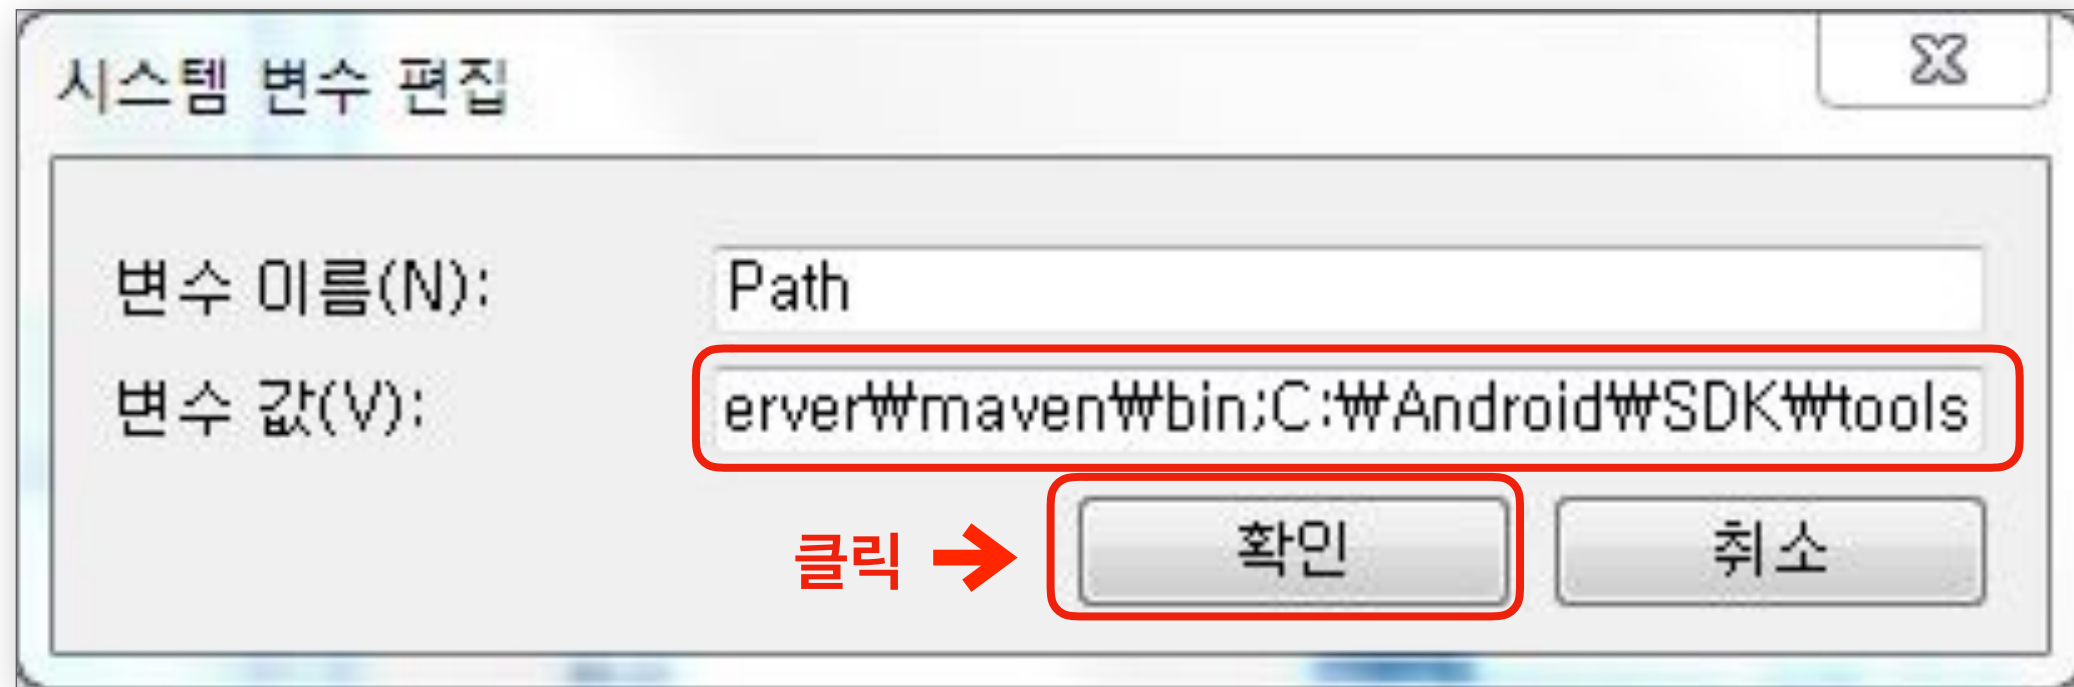 시스템 변수 편집
변수 이름(N): Path
변수 값(V): erver₩maven₩bin;C:₩Android₩SDK₩tools
클릭 → 확인 취소